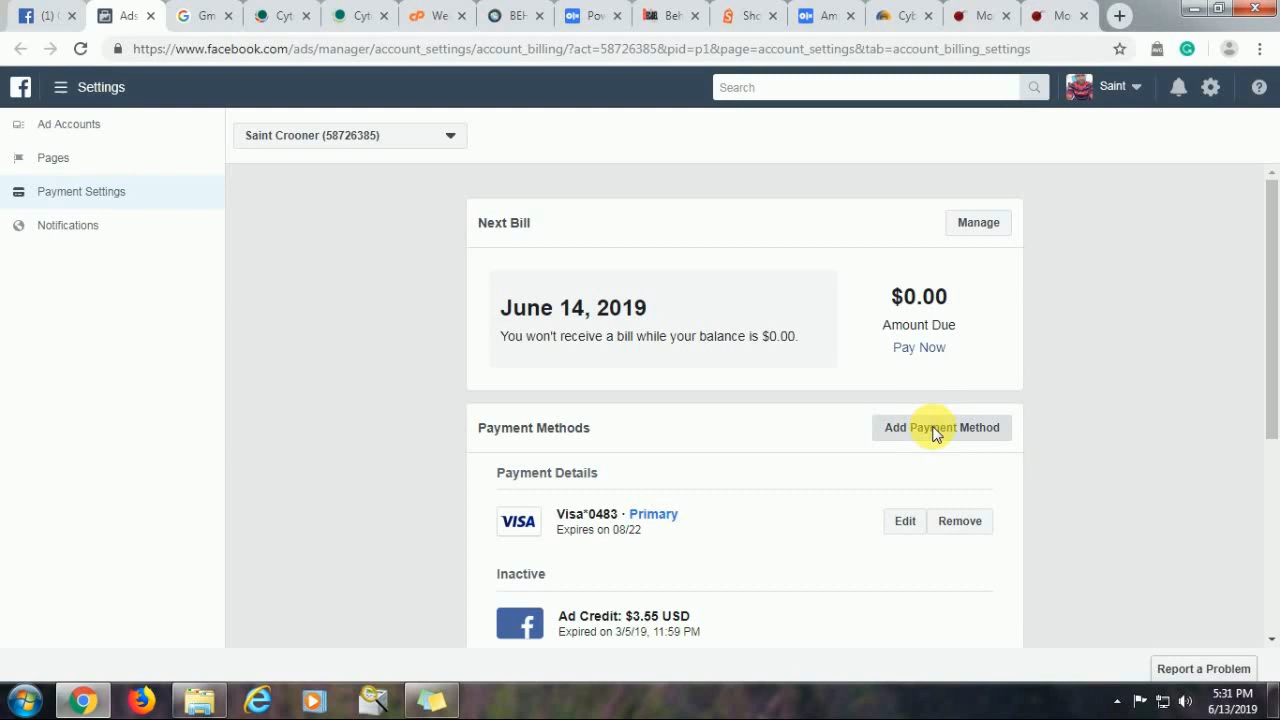 (1)
Ads
Gm
Cyb
We
BEH
Pow
Beh
Sho
Am
Cyb
Mo
Mo
https://www.facebook.com/ads/manager/account_settings/account_billing/?act=58726385&pid=p1&page=account_settings&tab=account_billing_settings
Settings
Search
Saint
Ad Accounts
Pages
Payment Settings
Notifications
Saint Crooner (58726385)
Next Bill
Manage
June 14, 2019
You won't receive a bill while your balance is $0.00.
$0.00
Amount Due
Pay Now
Payment Methods
Add Payment Method
Payment Details
VISA
Visa*0483 · Primary
Expires on 08/22
Edit
Remove
Inactive
Ad Credit: $3.55 USD
Expired on 3/5/19, 11:59 PM
Report a Problem
5:31 PM
6/13/2019